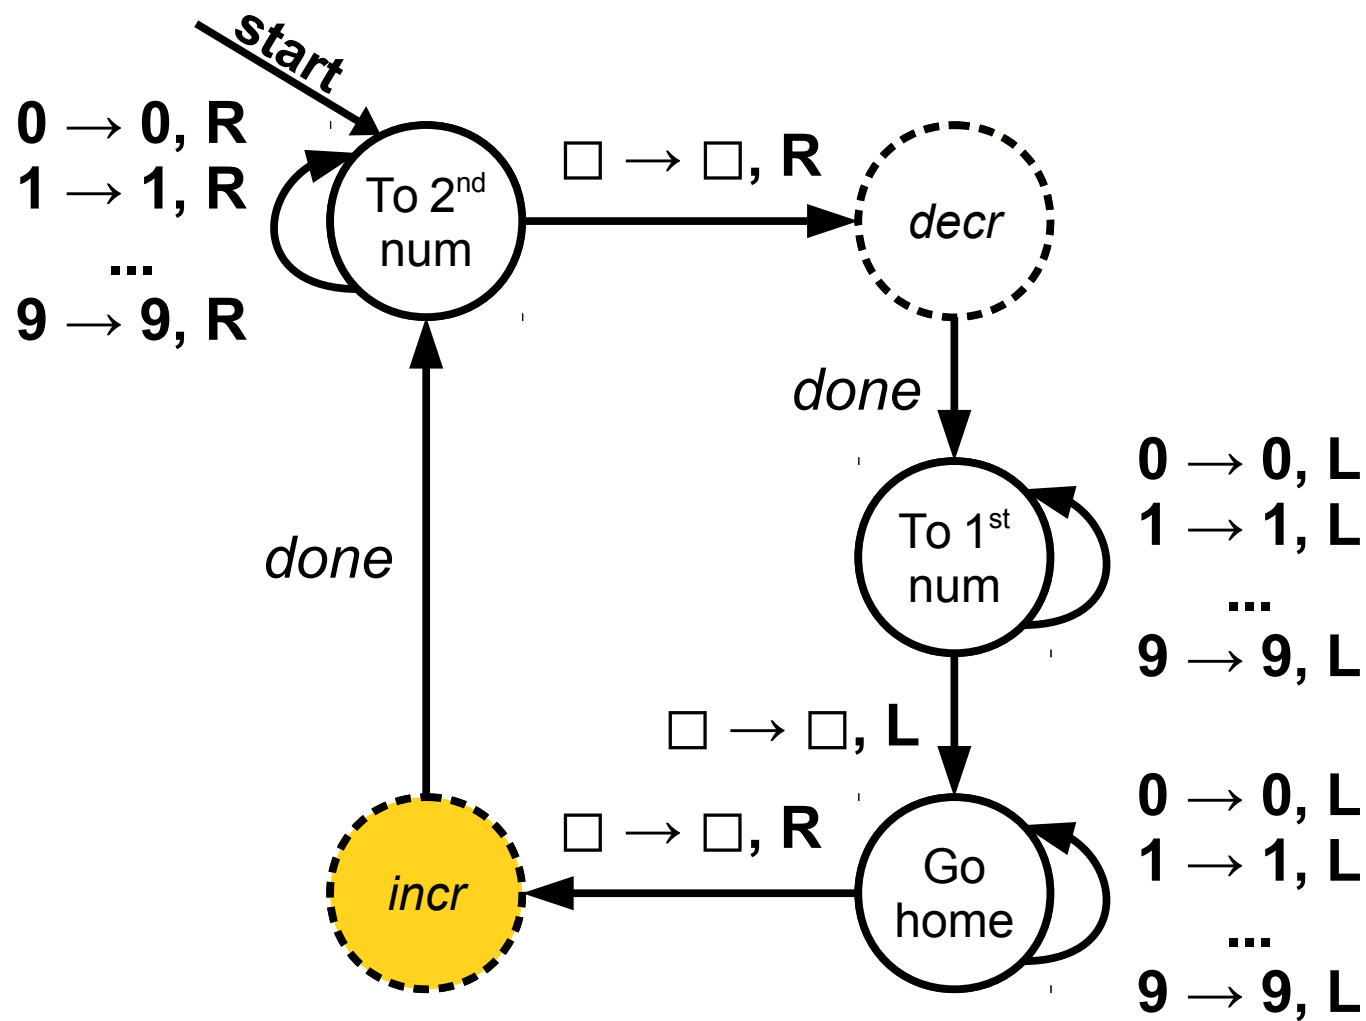 start
0 → 0, R
1 → 1, R
...
9 → 9, R
To 2nd
num
□ → □, R
decr
done
0 → 0, L
1 → 1, L
...
9 → 9, L
To 1st
num
done
□ → □, L
0 → 0, L
1 → 1, L
...
9 → 9, L
□ → □, R
Go
home
incr